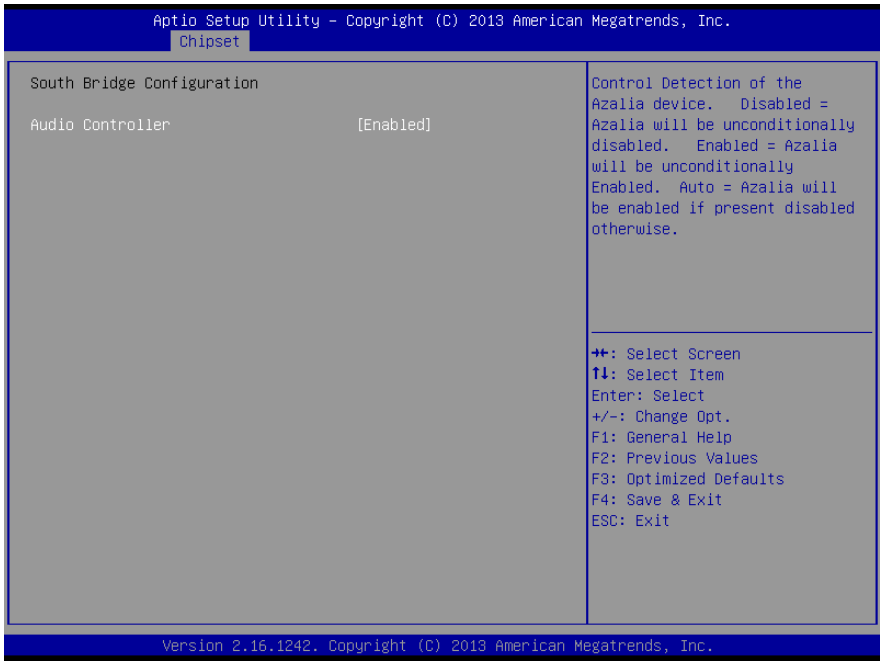 Aptio Setup Utility – Copyright (C) 2013 American Megatrends, Inc.
Chipset
South Bridge Configuration
Audio Controller [Enabled]
Control Detection of the
Azalia device. Disabled =
Azalia will be unconditionally
disabled. Enabled = Azalia
will be unconditionally
Enabled. Auto = Azalia will
be enabled if present disabled
otherwise.
→←: Select Screen
↑↓: Select Item
Enter: Select
+/-: Change Opt.
F1: General Help
F2: Previous Values
F3: Optimized Defaults
F4: Save & Exit
ESC: Exit
Version 2.16.1242. Copyright (C) 2013 American Megatrends, Inc.